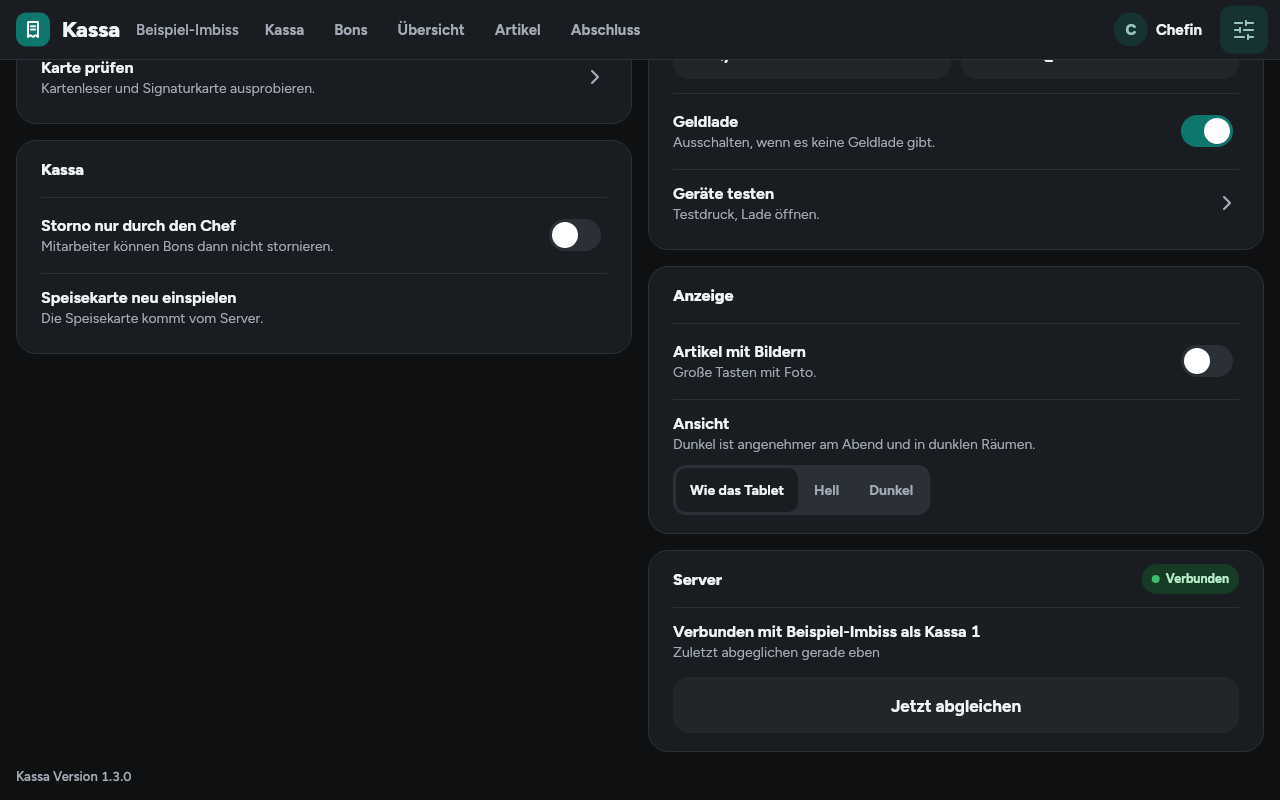 Kassa
Beispiel-Imbiss
Kassa
Bons
Übersicht
Artikel
Abschluss
C
Chefin
Karte prüfen
Kartenleser und Signaturkarte ausprobieren.
Kassa
Storno nur durch den Chef
Mitarbeiter können Bons dann nicht stornieren.
Speisekarte neu einspielen
Die Speisekarte kommt vom Server.
Geldlade
Ausschalten, wenn es keine Geldlade gibt.
Geräte testen
Testdruck, Lade öffnen.
Anzeige
Artikel mit Bildern
Große Tasten mit Foto.
Ansicht
Dunkel ist angenehmer am Abend und in dunklen Räumen.
Wie das Tablet
Hell
Dunkel
Server
Verbunden
Verbunden mit Beispiel-Imbiss als Kassa 1
Zuletzt abgeglichen gerade eben
Jetzt abgleichen
Kassa Version 1.3.0